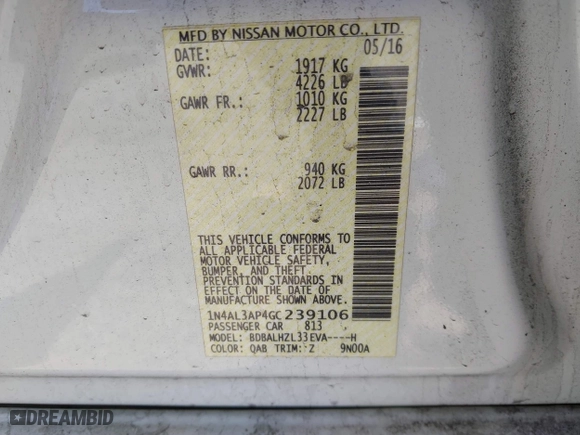 MFD BY NISSAN MOTOR CO., LTD.
DATE: 05/16
GVWR: 1917 KG
4226 LB
GAWR FR.: 1010 KG
2227 LB
GAWR RR.: 940 KG
2072 LB
THIS VEHICLE CONFORMS TO
ALL APPLICABLE FEDERAL
MOTOR VEHICLE SAFETY,
BUMPER, AND THEFT
PREVENTION STANDARDS IN
EFFECT ON THE DATE OF
MANUFACTURE SHOWN ABOVE.
1N4AL3AP4GC239106
PASSENGER CAR 813
MODEL: BDBALHZL33EVA----H
COLOR: QAB TRIM: Z 9N00A
DREAMBID